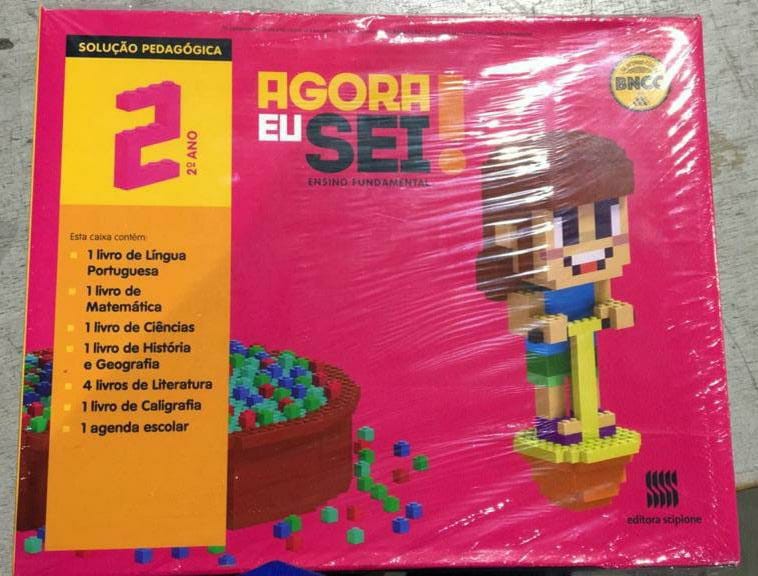 SOLUÇÃO PEDAGÓGICA
2
2º ANO
AGORA
EU SEI!
ENSINO FUNDAMENTAL
BNCC
Esta caixa contém:
1 livro de Língua
Portuguesa
1 livro de
Matemática
1 livro de Ciências
1 livro de História
e Geografia
4 livros de Literatura
1 livro de Caligrafia
1 agenda escolar
editora scipione